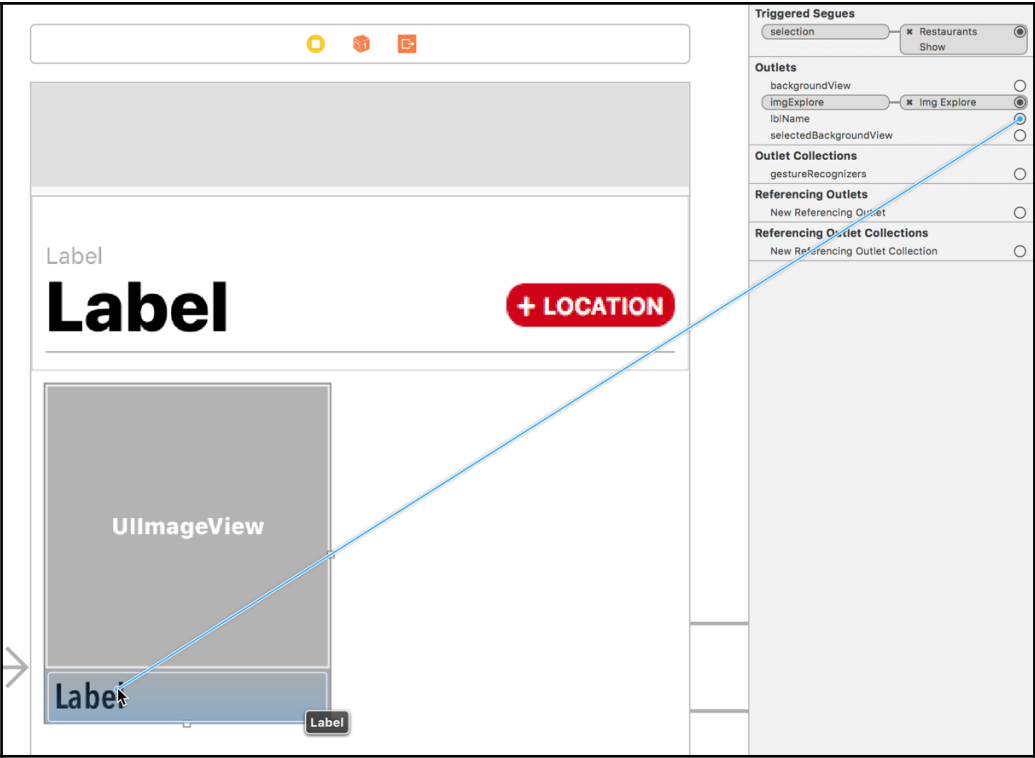 Label
Label
+ LOCATION
UIImageView
Label
Label
Triggered Segues
selection
Restaurants
Show
Outlets
backgroundView
imgExplore
Img Explore
lblName
selectedBackgroundView
Outlet Collections
gestureRecognizers
Referencing Outlets
New Referencing Outlet
Referencing Outlet Collections
New Referencing Outlet Collection